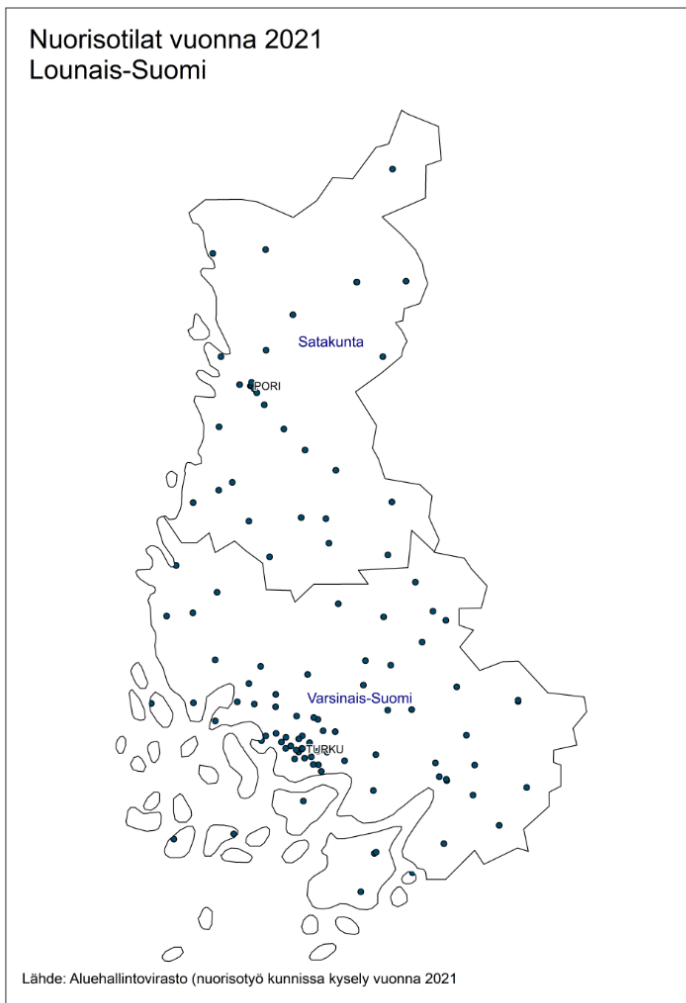 Nuorisotilat vuonna 2021
Lounais-Suomi
Satakunta
PORI
Varsinais-Suomi
TURKU
Lähde: Aluehallintovirasto (nuorisotyö kunnissa kysely vuonna 2021